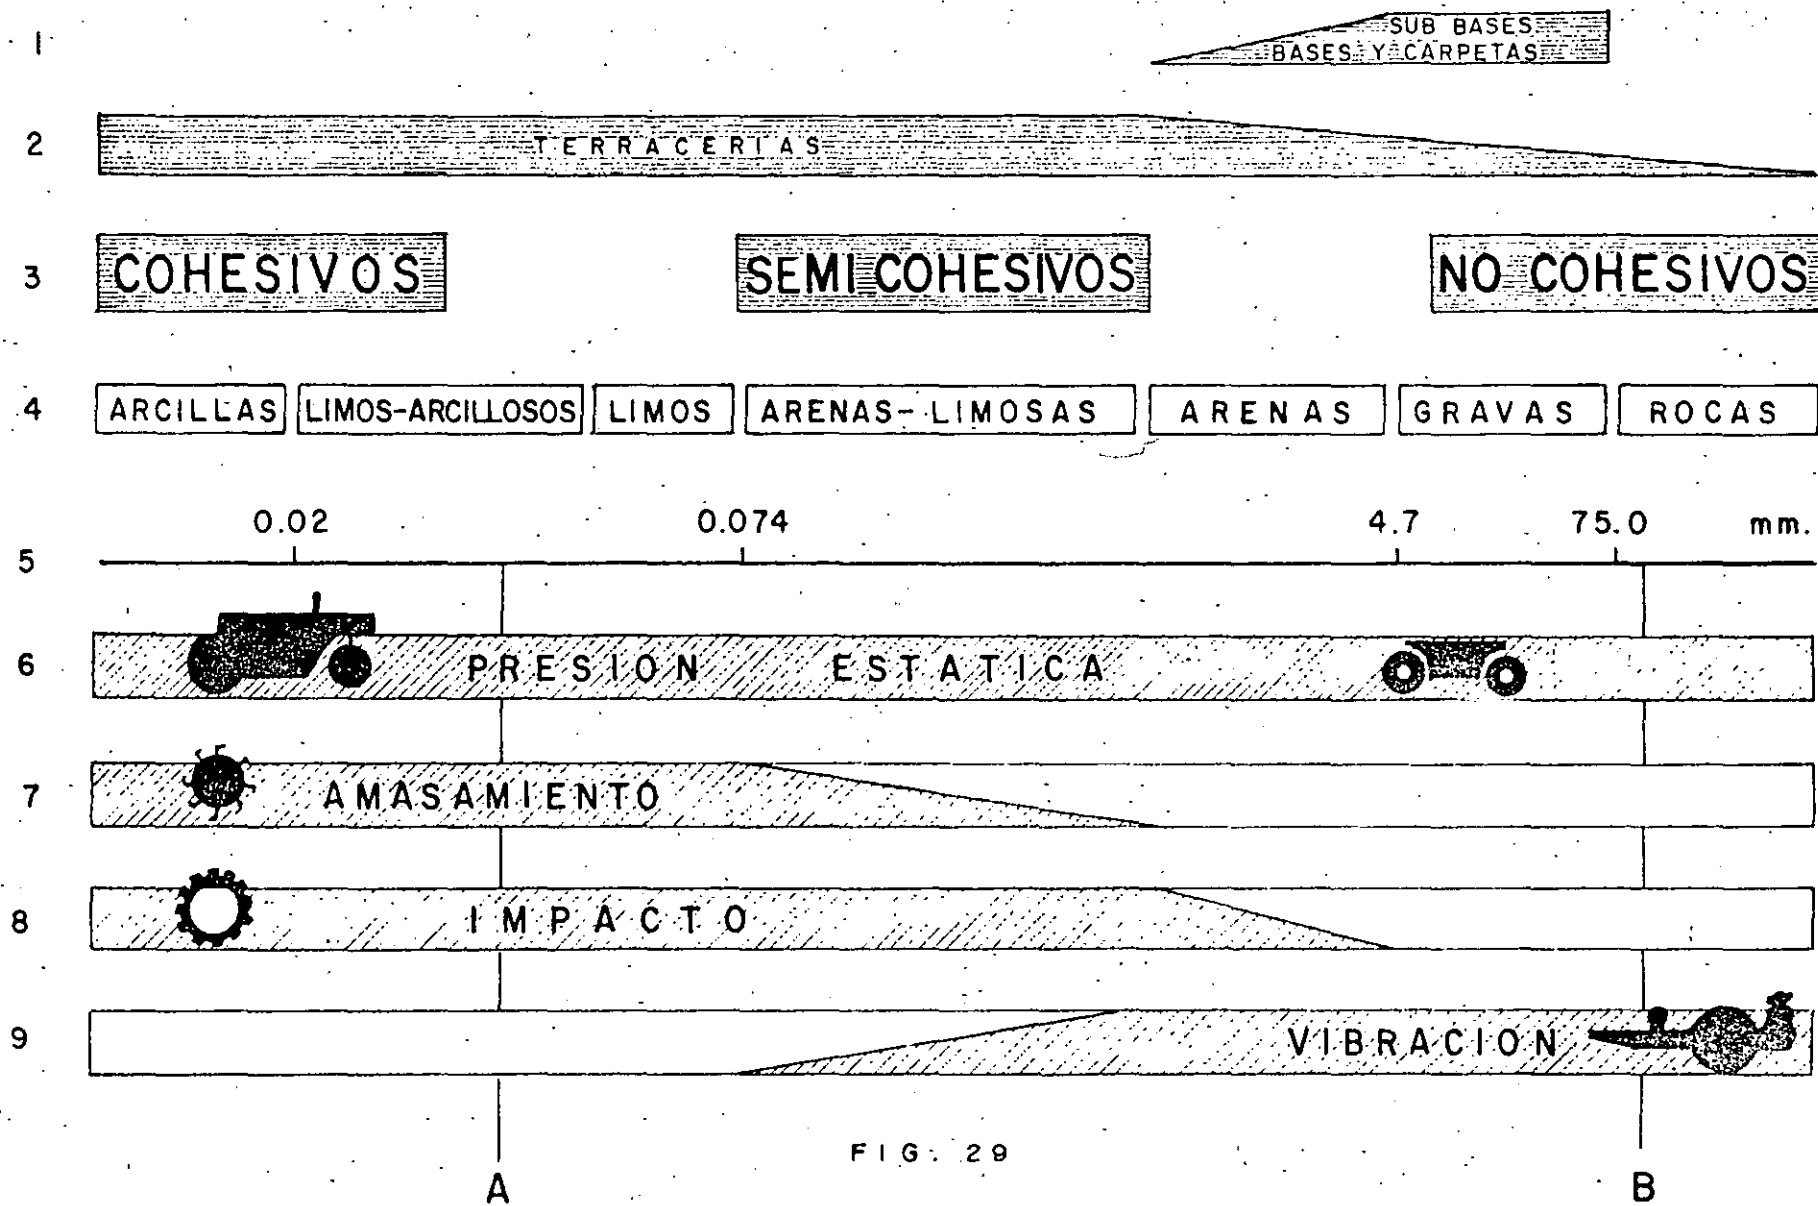 1
SUB BASES
BASES Y CARPETAS
2 TERRACERIAS
3 COHESIVOS SEMI COHESIVOS NO COHESIVOS
4 ARCILLAS LIMOS-ARCILLOSOS LIMOS ARENAS-LIMOSAS ARENAS GRAVAS ROCAS
0.02 0.074 4.7 75.0 mm.
5
6 PRESION ESTATICA
7 AMASAMIENTO
8 IMPACTO
9 VIBRACION
FIG. 29
A B